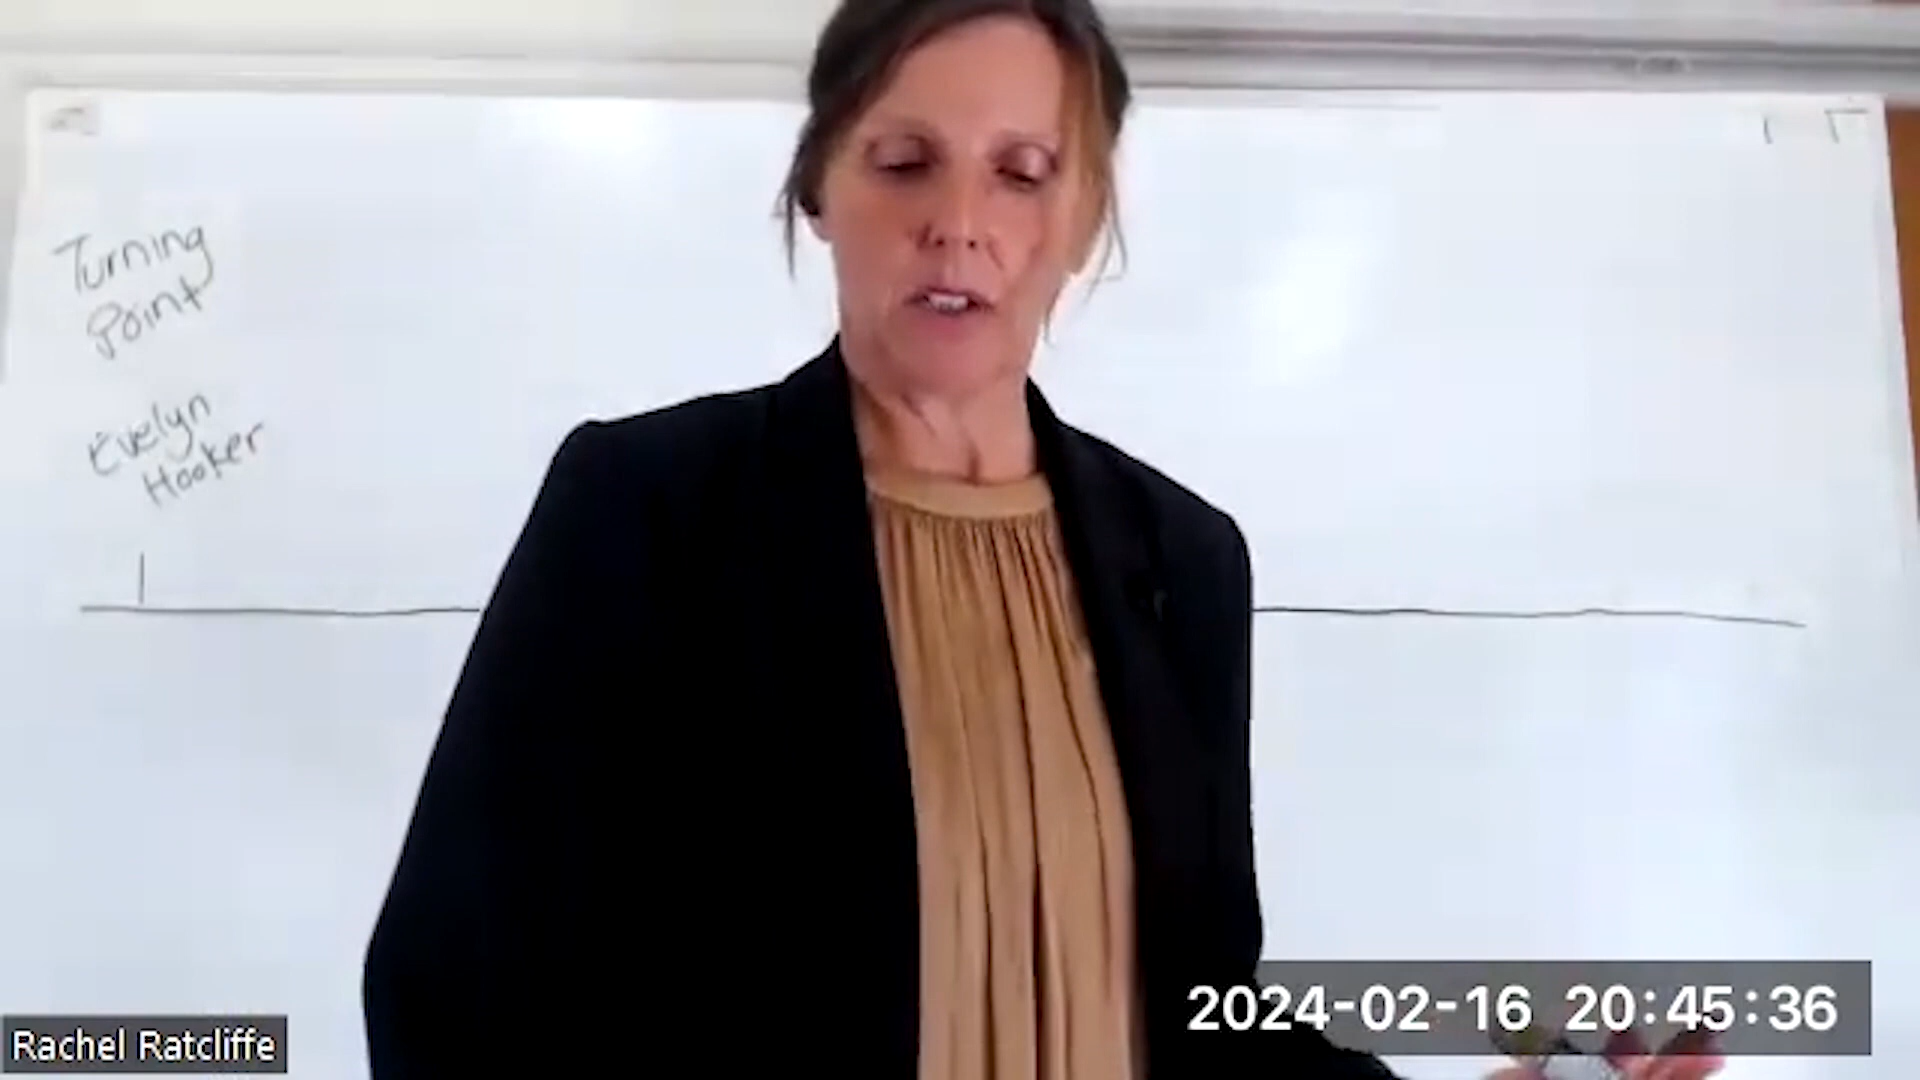 Turning
Point
Evelyn
Hooker
Rachel Ratcliffe
2024-02-16 20:45:36